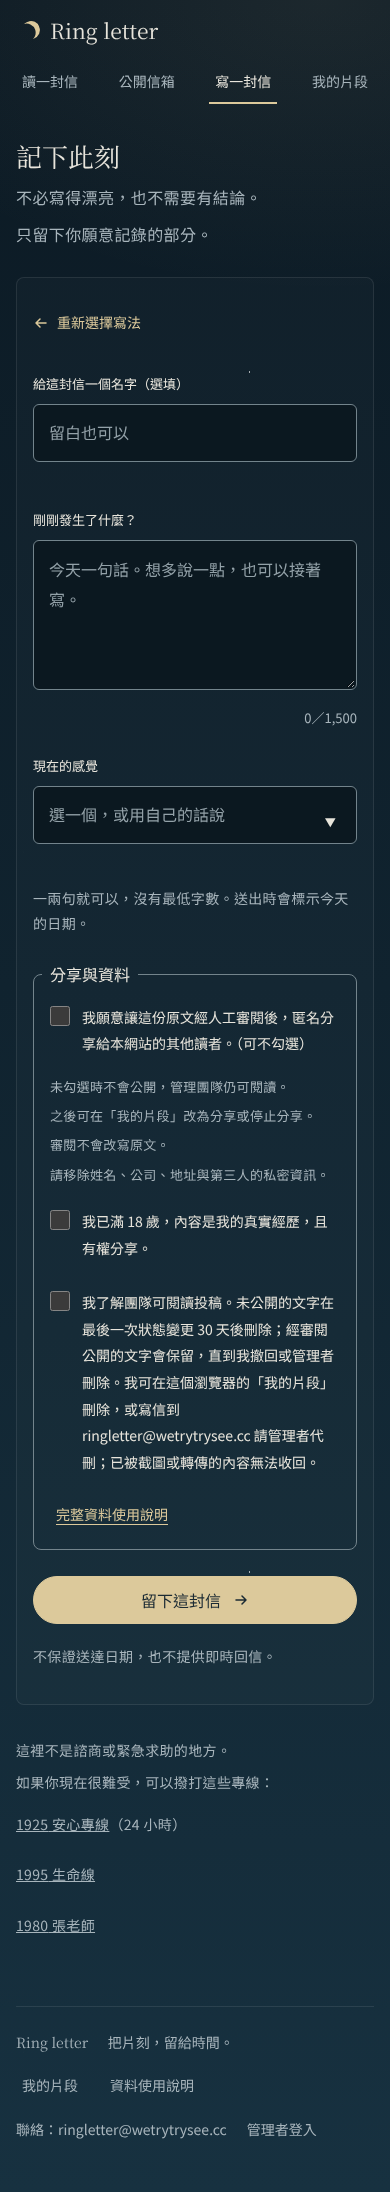 Ring letter
讀一封信 公開信箱 寫一封信 我的片段
記下此刻
不必寫得漂亮，也不需要有結論。
只留下你願意記錄的部分。
← 重新選擇寫法
給這封信一個名字（選填）
留白也可以
剛剛發生了什麼？
今天一句話。想多說一點，也可以接著
寫。
0／1,500
現在的感覺
選一個，或用自己的話說
一兩句就可以，沒有最低字數。送出時會標示今天
的日期。
分享與資料
我願意讓這份原文經人工審閱後，匿名分
享給本網站的其他讀者。（可不勾選）
未勾選時不會公開，管理團隊仍可閱讀。
之後可在「我的片段」改為分享或停止分享。
審閱不會改寫原文。
請移除姓名、公司、地址與第三人的私密資訊。
我已滿 18 歲，內容是我的真實經歷，且
有權分享。
我了解團隊可閱讀投稿。未公開的文字在
最後一次狀態變更 30 天後刪除；經審閱
公開的文字會保留，直到我撤回或管理者
刪除。我可在這個瀏覽器的「我的片段」
刪除，或寫信到
ringletter@wetrytrysee.cc 請管理者代
刪；已被截圖或轉傳的內容無法收回。
完整資料使用說明
留下這封信 →
不保證送達日期，也不提供即時回信。
這裡不是諮商或緊急求助的地方。
如果你現在很難受，可以撥打這些專線：
1925 安心專線（24 小時）
1995 生命線
1980 張老師
Ring letter 把片刻，留給時間。
我的片段 資料使用說明
聯絡：ringletter@wetrytrysee.cc 管理者登入